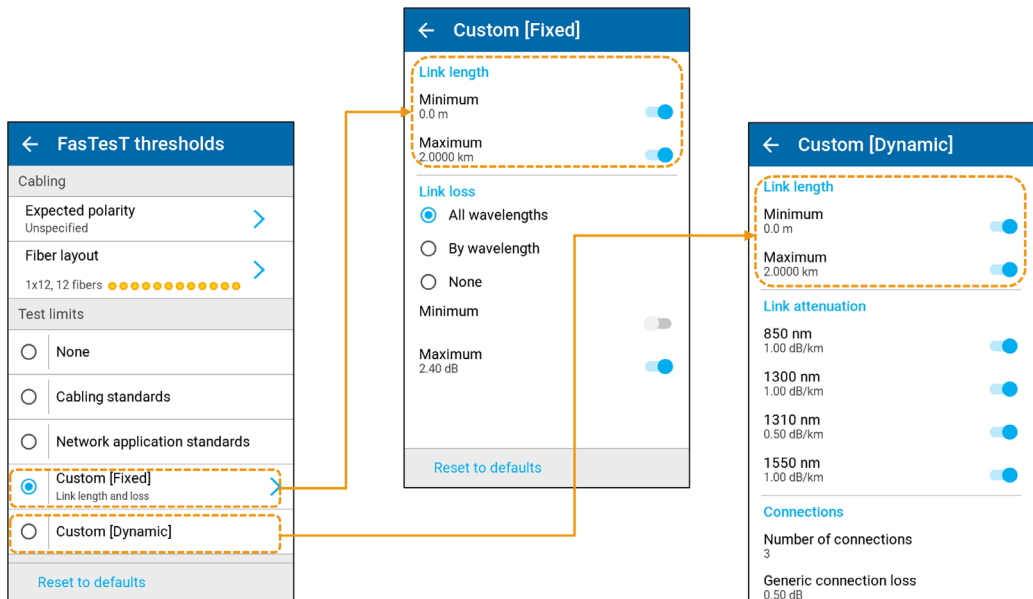 FasTesT thresholds
Cabling
Expected polarity
Unspecified
Fiber layout
1x12, 12 fibers
Test limits
None
Cabling standards
Network application standards
Custom [Fixed]
Link length and loss
Custom [Dynamic]
Reset to defaults
Custom [Fixed]
Link length
Minimum
0.0 m
Maximum
2.0000 km
Link loss
All wavelengths
By wavelength
None
Minimum
Maximum
2.40 dB
Reset to defaults
Custom [Dynamic]
Link length
Minimum
0.0 m
Maximum
2.0000 km
Link attenuation
850 nm
1.00 dB/km
1300 nm
1.00 dB/km
1310 nm
0.50 dB/km
1550 nm
1.00 dB/km
Connections
Number of connections
3
Generic connection loss
0.50 dB